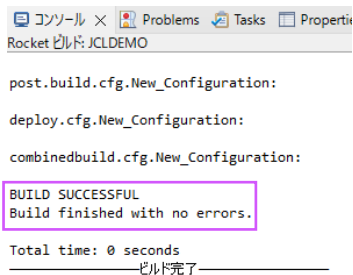 コンソール × Problems Tasks Propertie
Rocket ビルド: JCLDEMO
post.build.cfg.New_Configuration:
deploy.cfg.New_Configuration:
combinedbuild.cfg.New_Configuration:
BUILD SUCCESSFUL
Build finished with no errors.
Total time: 0 seconds
ビルド完了